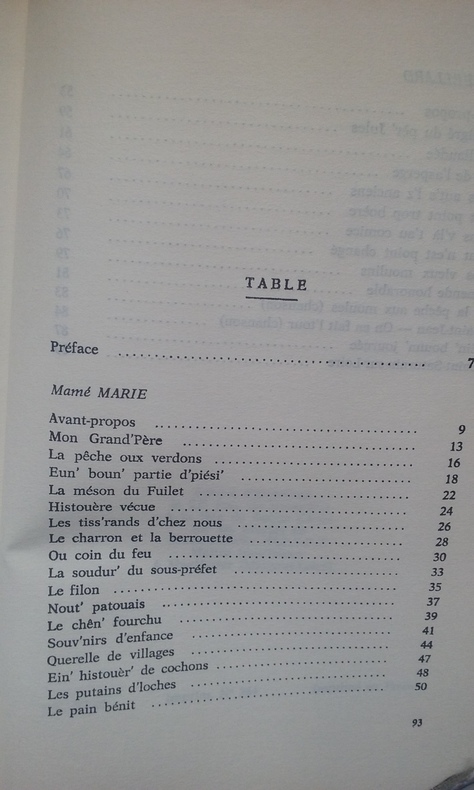 TABLE
Préface ........ 7
Mamé MARIE
Avant-propos ........ 9
Mon Grand'Père ........ 13
La pêche oux verdons ........ 16
Eun' boun' partie d'piési' ........ 18
La méson du Fuilet ........ 22
Histouère vécue ........ 24
Les tiss'rands d'chez nous ........ 26
Le charron et la berrouette ........ 28
Ou coin du feu ........ 30
La soudur' du sous-préfet ........ 33
Le filon ........ 35
Nout' patouais ........ 37
Le chên' fourchu ........ 39
Souv'nirs d'enfance ........ 41
Querelle de villages ........ 44
Ein' histouèr' de cochons ........ 47
Les putains d'loches ........ 48
Le pain bénit ........ 50
93